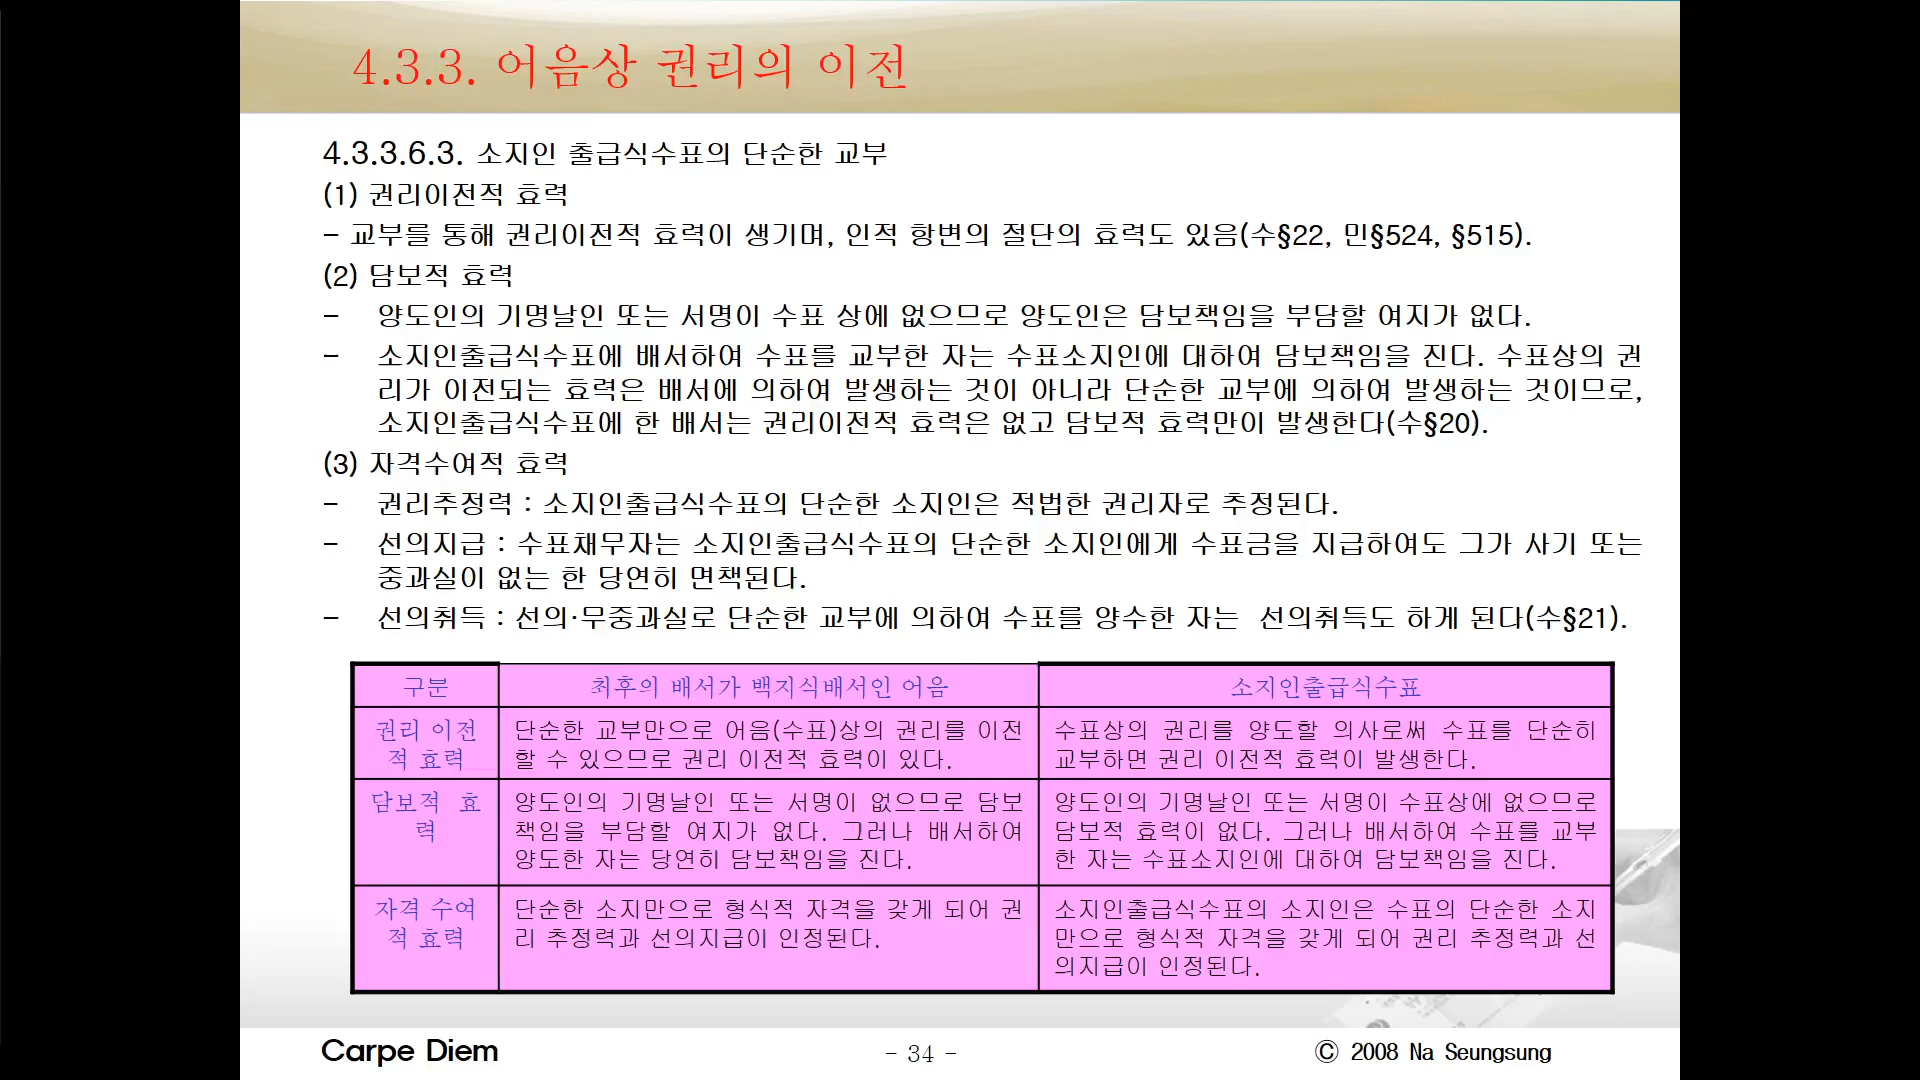 4.3.3. 어음상 권리의 이전
4.3.3.6.3. 소지인 출급식수표의 단순한 교부
(1) 권리이전적 효력
- 교부를 통해 권리이전적 효력이 생기며, 인적 항변의 절단의 효력도 있음(수§22, 민§524, §515).
(2) 담보적 효력
- 양도인의 기명날인 또는 서명이 수표 상에 없으므로 양도인은 담보책임을 부담할 여지가 없다.
- 소지인출급식수표에 배서하여 수표를 교부한 자는 수표소지인에 대하여 담보책임을 진다. 수표상의 권
리가 이전되는 효력은 배서에 의하여 발생하는 것이 아니라 단순한 교부에 의하여 발생하는 것이므로,
소지인출급식수표에 한 배서는 권리이전적 효력은 없고 담보적 효력만이 발생한다(수§20).
(3) 자격수여적 효력
- 권리추정력 : 소지인출급식수표의 단순한 소지인은 적법한 권리자로 추정된다.
- 선의지급 : 수표채무자는 소지인출급식수표의 단순한 소지인에게 수표금을 지급하여도 그가 사기 또는
중과실이 없는 한 당연히 면책된다.
- 선의취득 : 선의·무중과실로 단순한 교부에 의하여 수표를 양수한 자는 선의취득도 하게 된다(수§21).
구분
최후의 배서가 백지식배서인 어음
소지인출급식수표
권리 이전
적 효력
단순한 교부만으로 어음(수표)상의 권리를 이전
할 수 있으므로 권리 이전적 효력이 있다.
수표상의 권리를 양도할 의사로써 수표를 단순히
교부하면 권리 이전적 효력이 발생한다.
담보적 효
력
양도인의 기명날인 또는 서명이 없으므로 담보
책임을 부담할 여지가 없다. 그러나 배서하여
양도한 자는 당연히 담보책임을 진다.
양도인의 기명날인 또는 서명이 수표상에 없으므로
담보적 효력이 없다. 그러나 배서하여 수표를 교부
한 자는 수표소지인에 대하여 담보책임을 진다.
자격 수여
적 효력
단순한 소지만으로 형식적 자격을 갖게 되어 권
리 추정력과 선의지급이 인정된다.
소지인출급식수표의 소지인은 수표의 단순한 소지
만으로 형식적 자격을 갖게 되어 권리 추정력과 선
의지급이 인정된다.
Carpe Diem
- 34 -
Ⓒ 2008 Na Seungsung